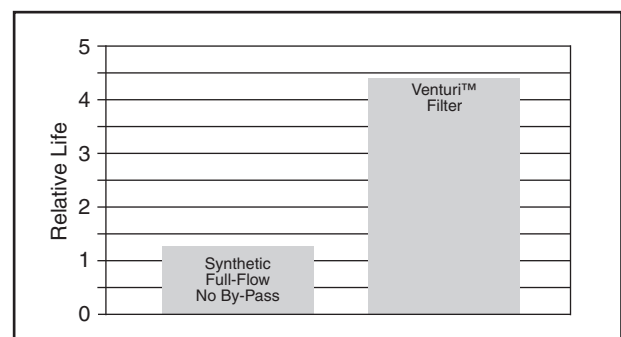 5
4
3
2
1
0
Relative Life
Synthetic
Full-Flow
No By-Pass
Venturi™
Filter